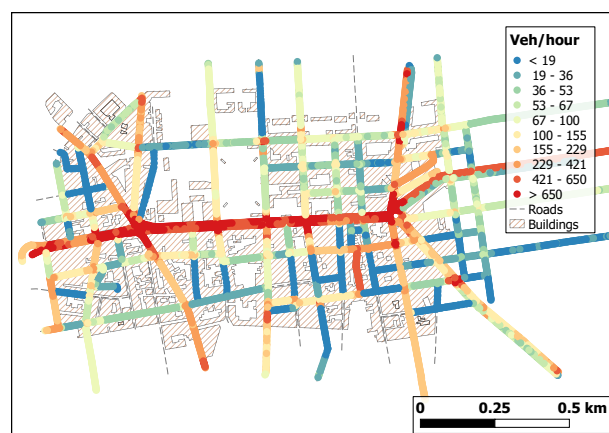 Veh/hour
< 19
19 - 36
36 - 53
53 - 67
67 - 100
100 - 155
155 - 229
229 - 421
421 - 650
> 650
Roads
Buildings
0 0.25 0.5 km